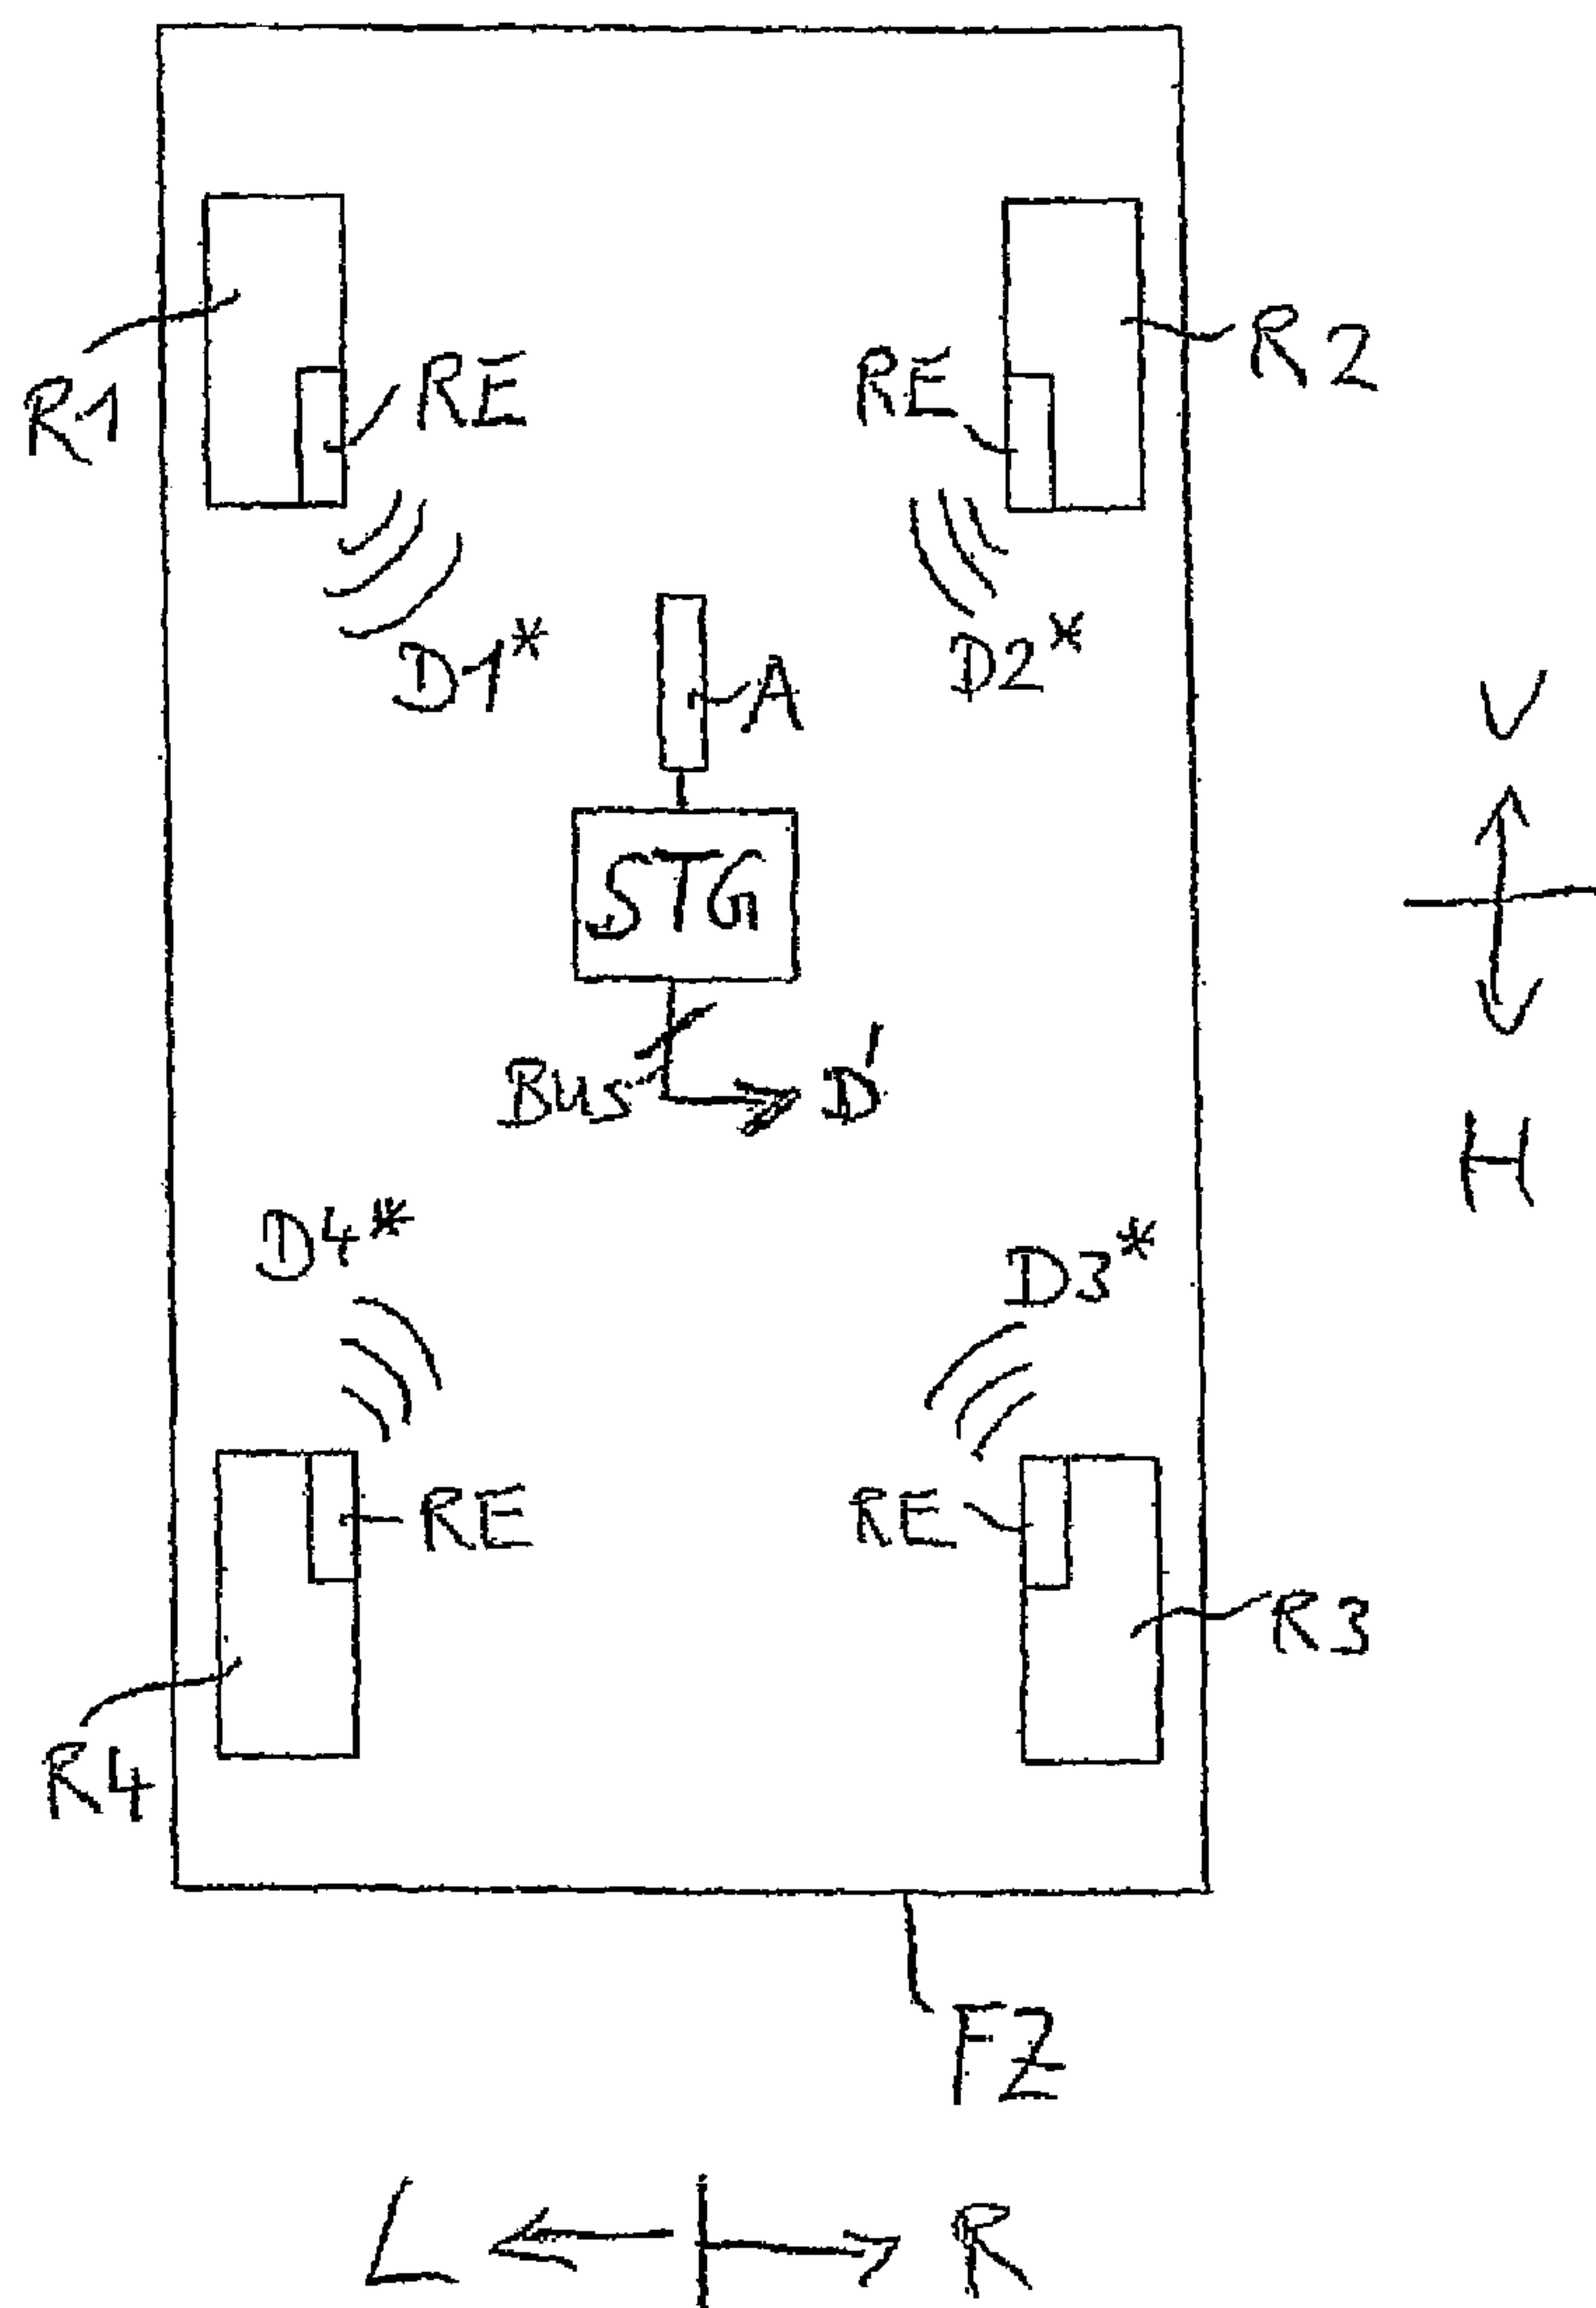 R1
RE
RE
R2
D1*
A
D2*
V
STG
Bus
D'
H
D4*
D3*
RE
RE
R3
R4
FZ
L
R